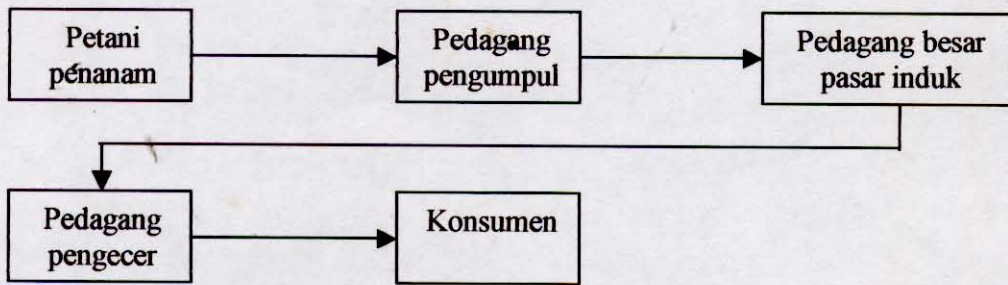 Petani
penanam
Pedagang
pengumpul
Pedagang besar
pasar induk
Pedagang
pengecer
Konsumen